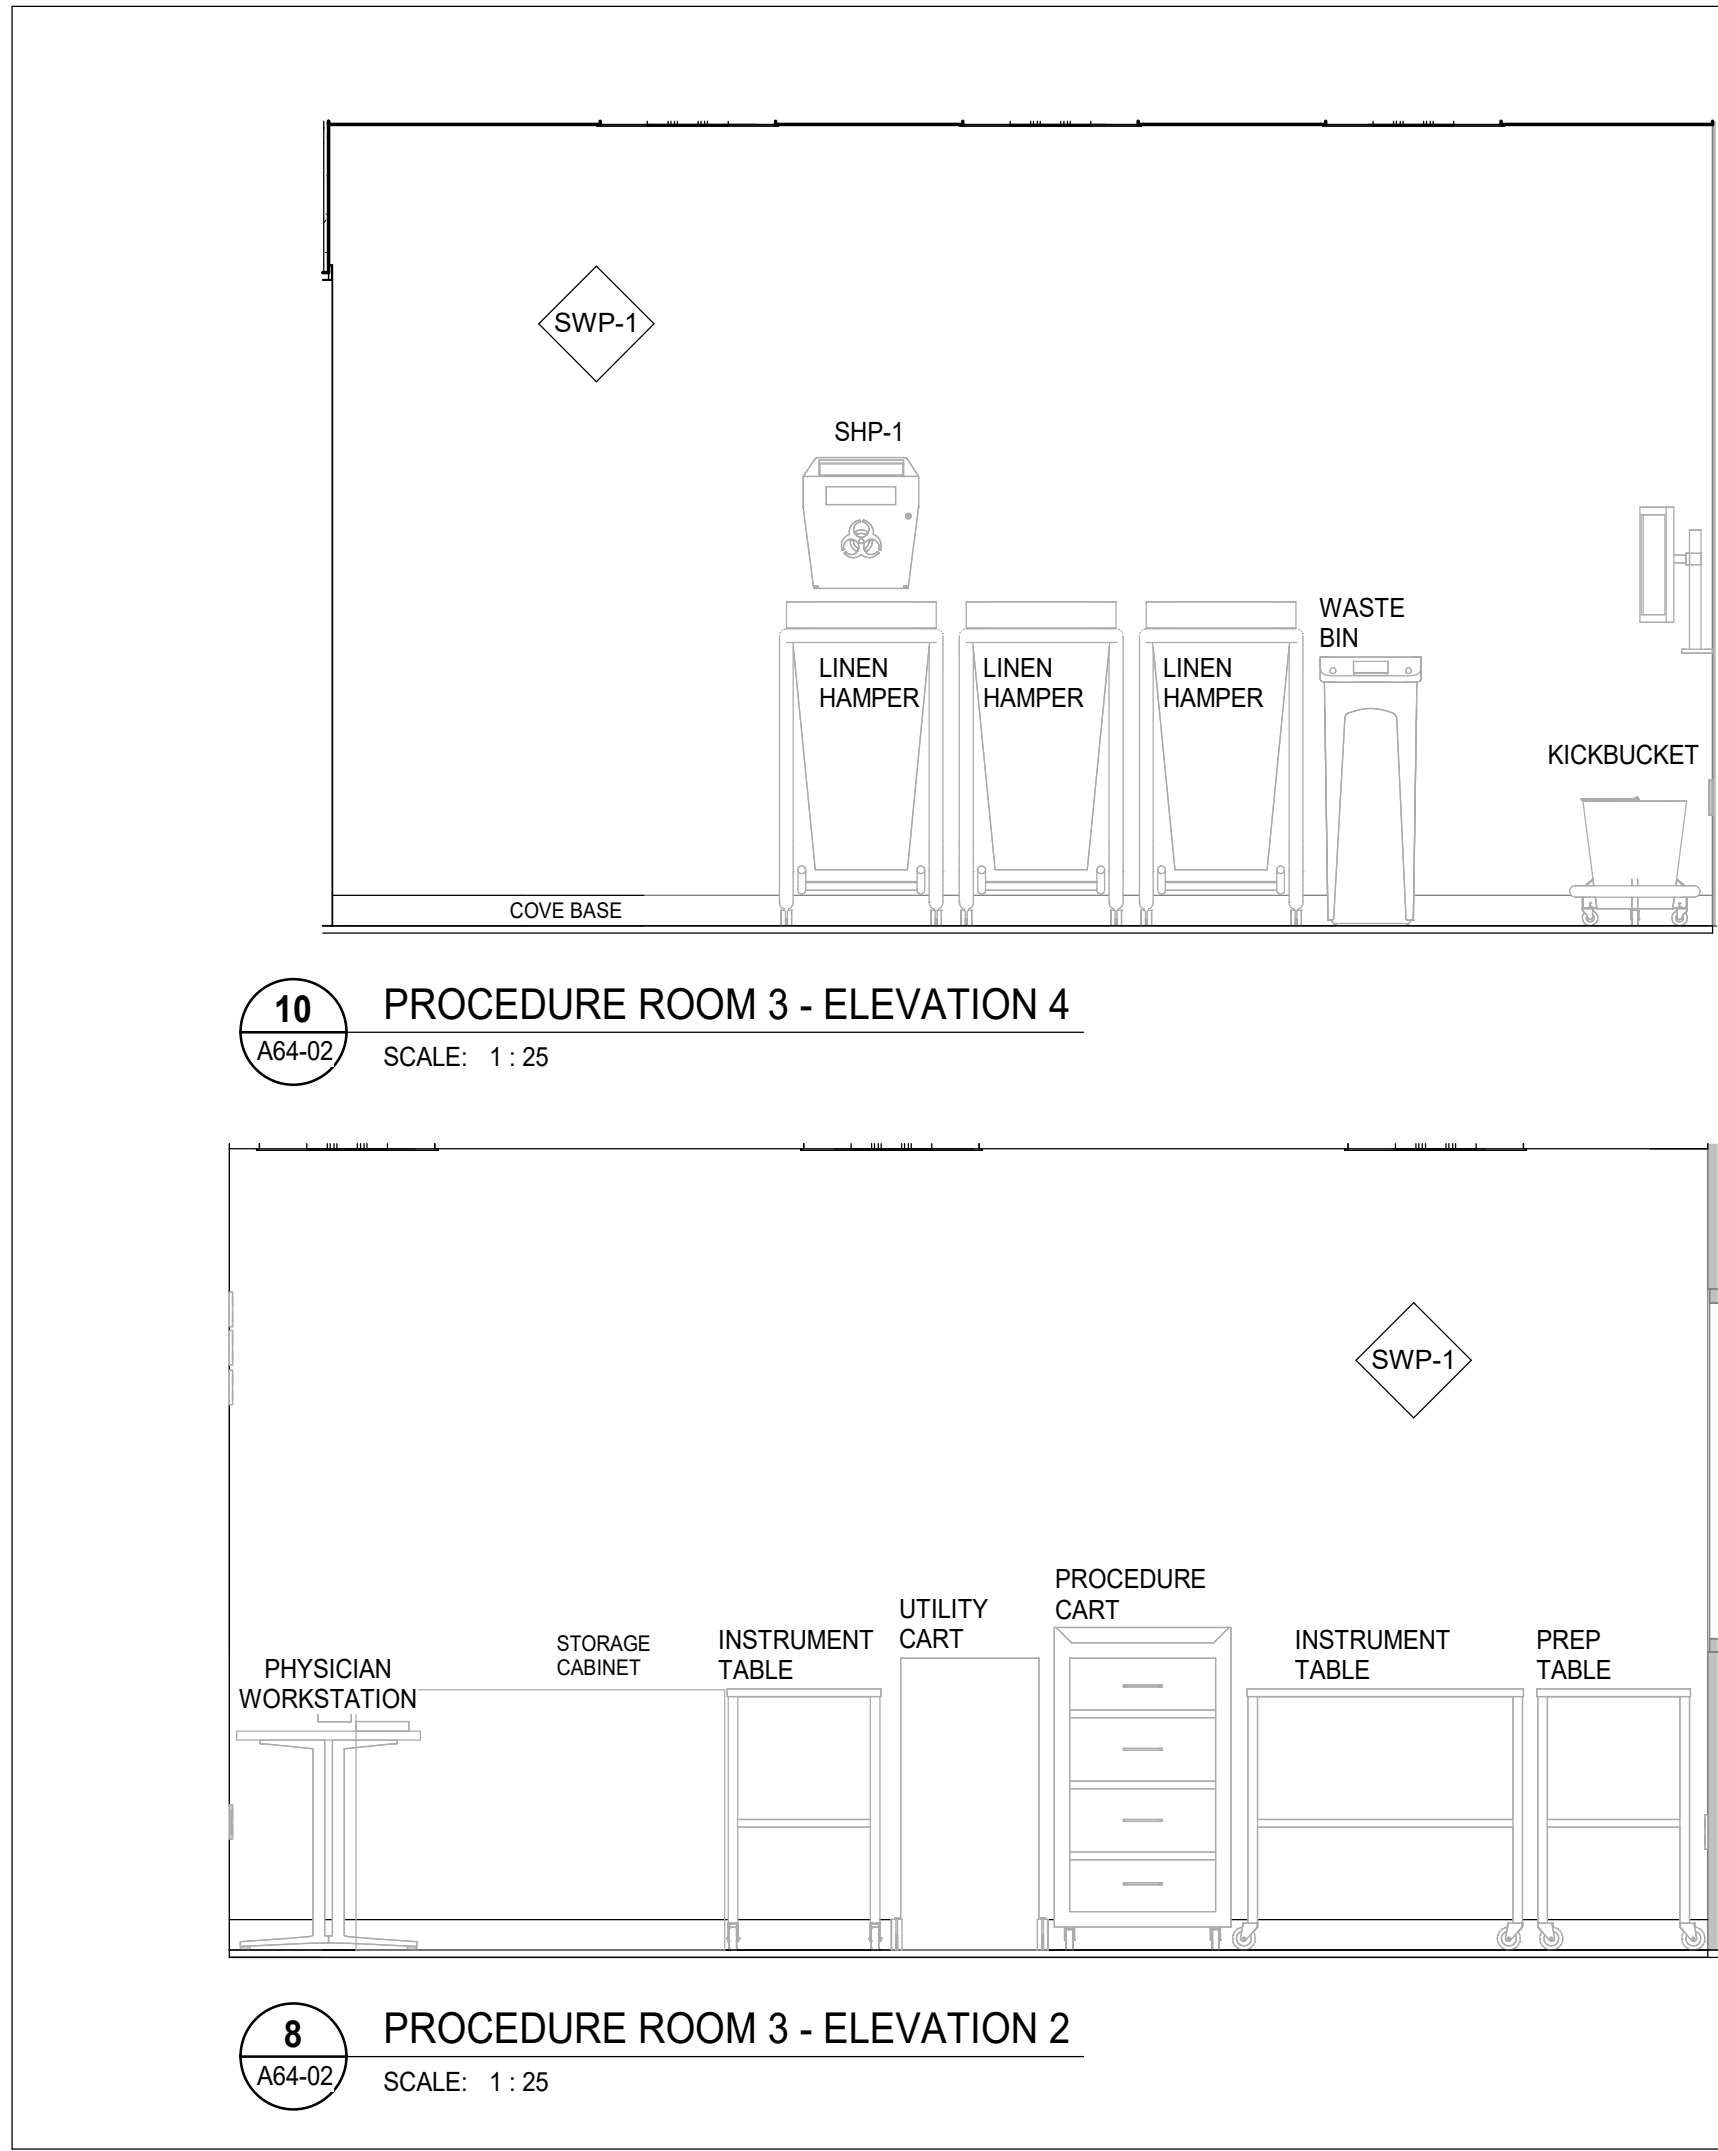 SWP-1
SHP-1
WASTE
BIN
LINEN
HAMPER
LINEN
HAMPER
LINEN
HAMPER
KICKBUCKET
COVE BASE
10
A64-02
PROCEDURE ROOM 3 - ELEVATION 4
SCALE: 1 : 25
SWP-1
PHYSICIAN
WORKSTATION
STORAGE
CABINET
INSTRUMENT
TABLE
UTILITY
CART
PROCEDURE
CART
INSTRUMENT
TABLE
PREP
TABLE
8
A64-02
PROCEDURE ROOM 3 - ELEVATION 2
SCALE: 1 : 25